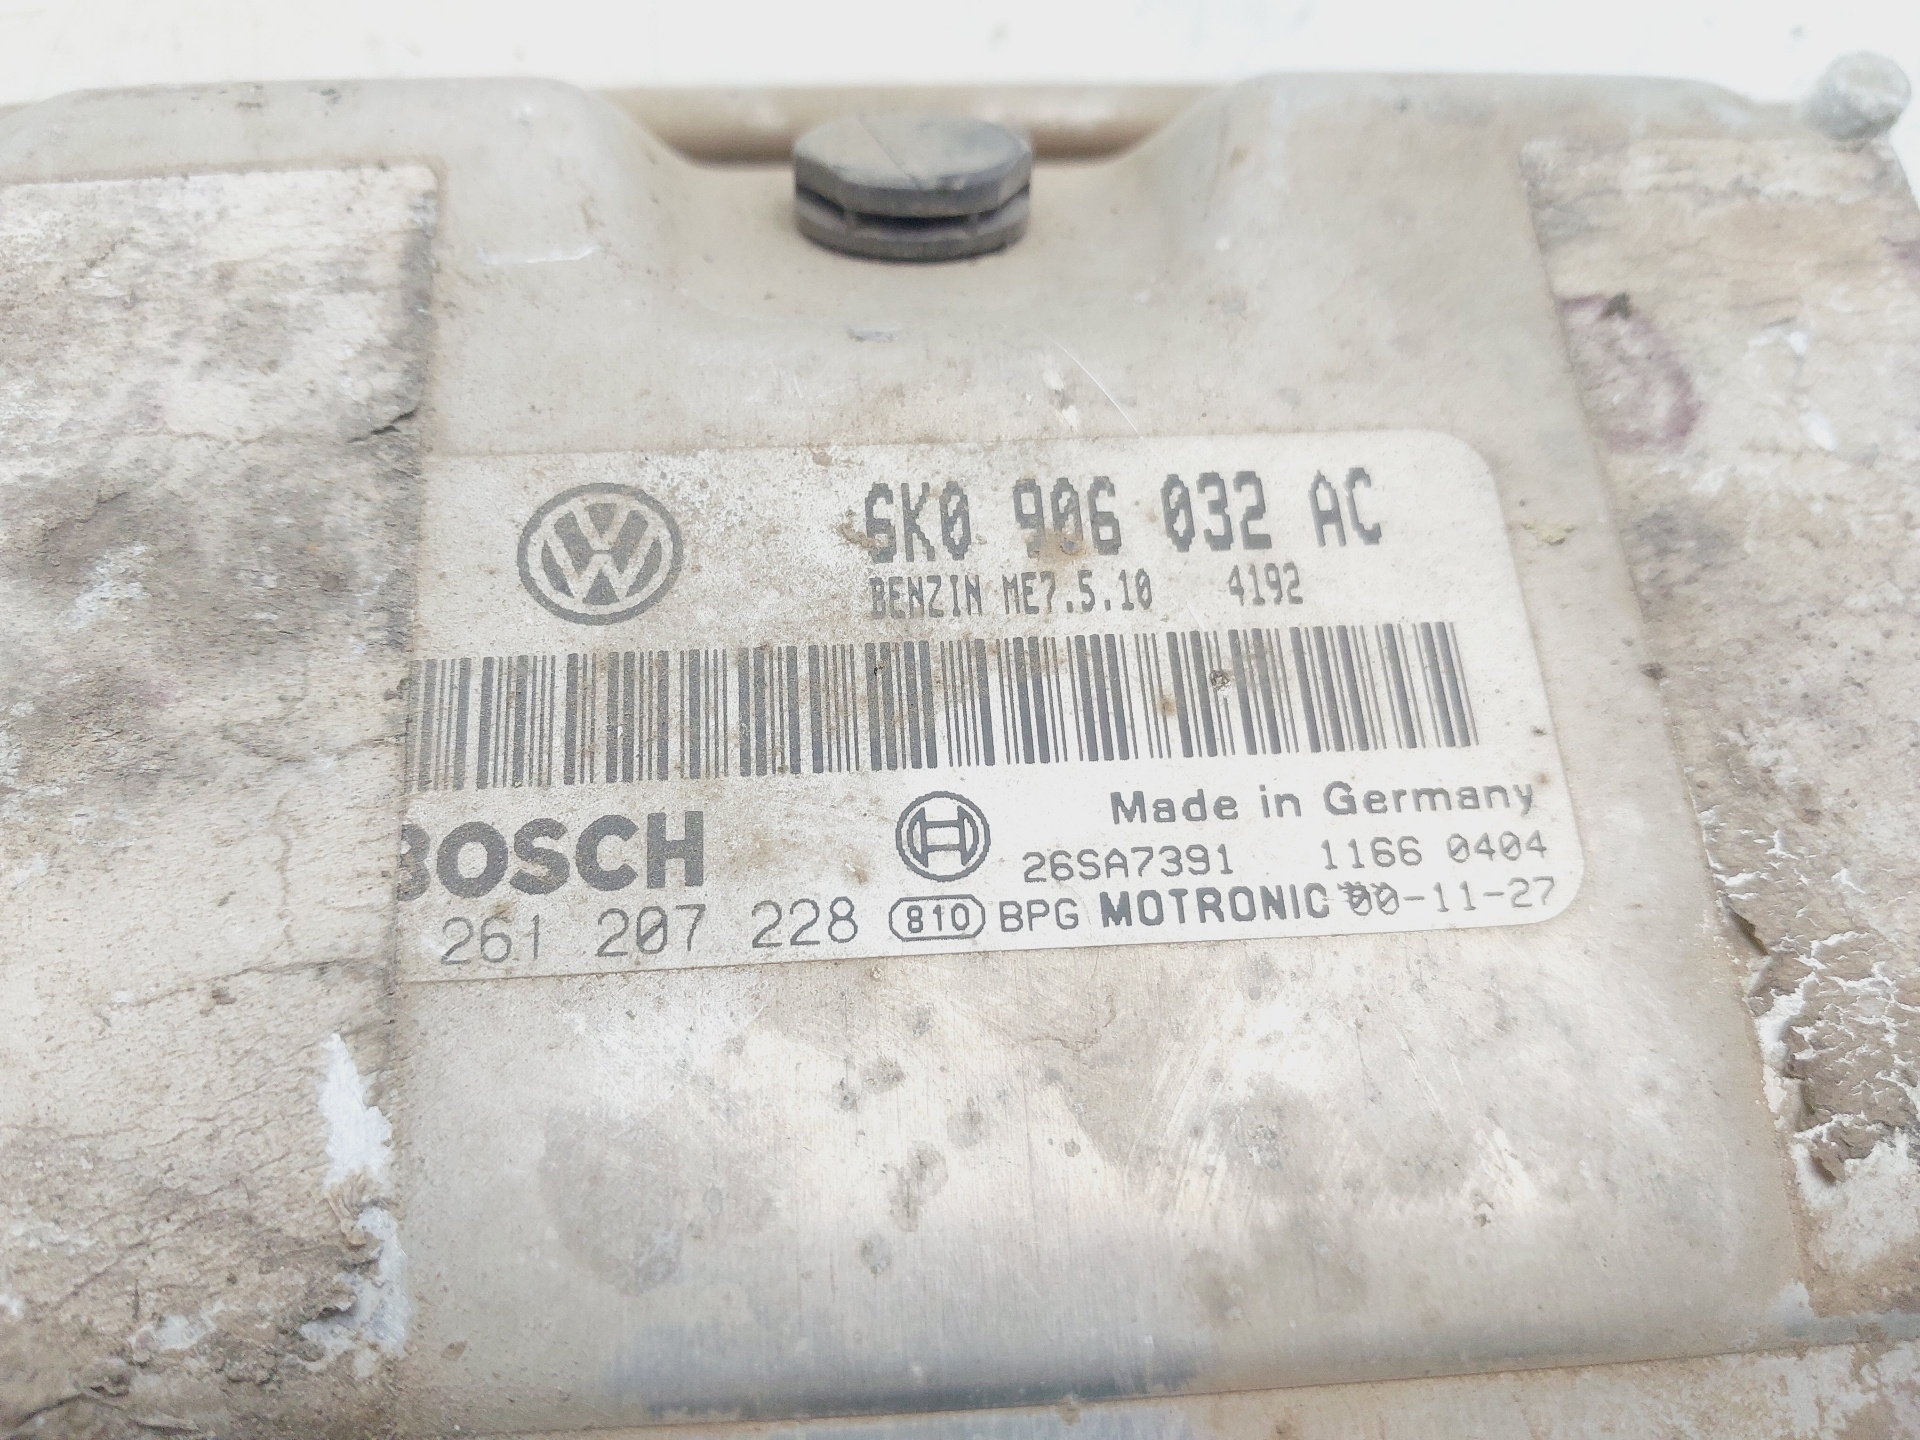 6K0 906 032 AC
BENZIN ME7.5.10 4192
BOSCH
Made in Germany
26SA7391 1166 0404
261 207 228 810 BPG MOTRONIC 00-11-27